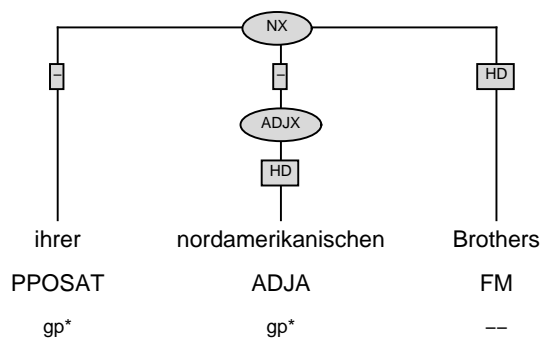 NX
– – HD
ADJX
HD
ihrer nordamerikanischen Brothers
PPOSAT ADJA FM
gp* gp* −−